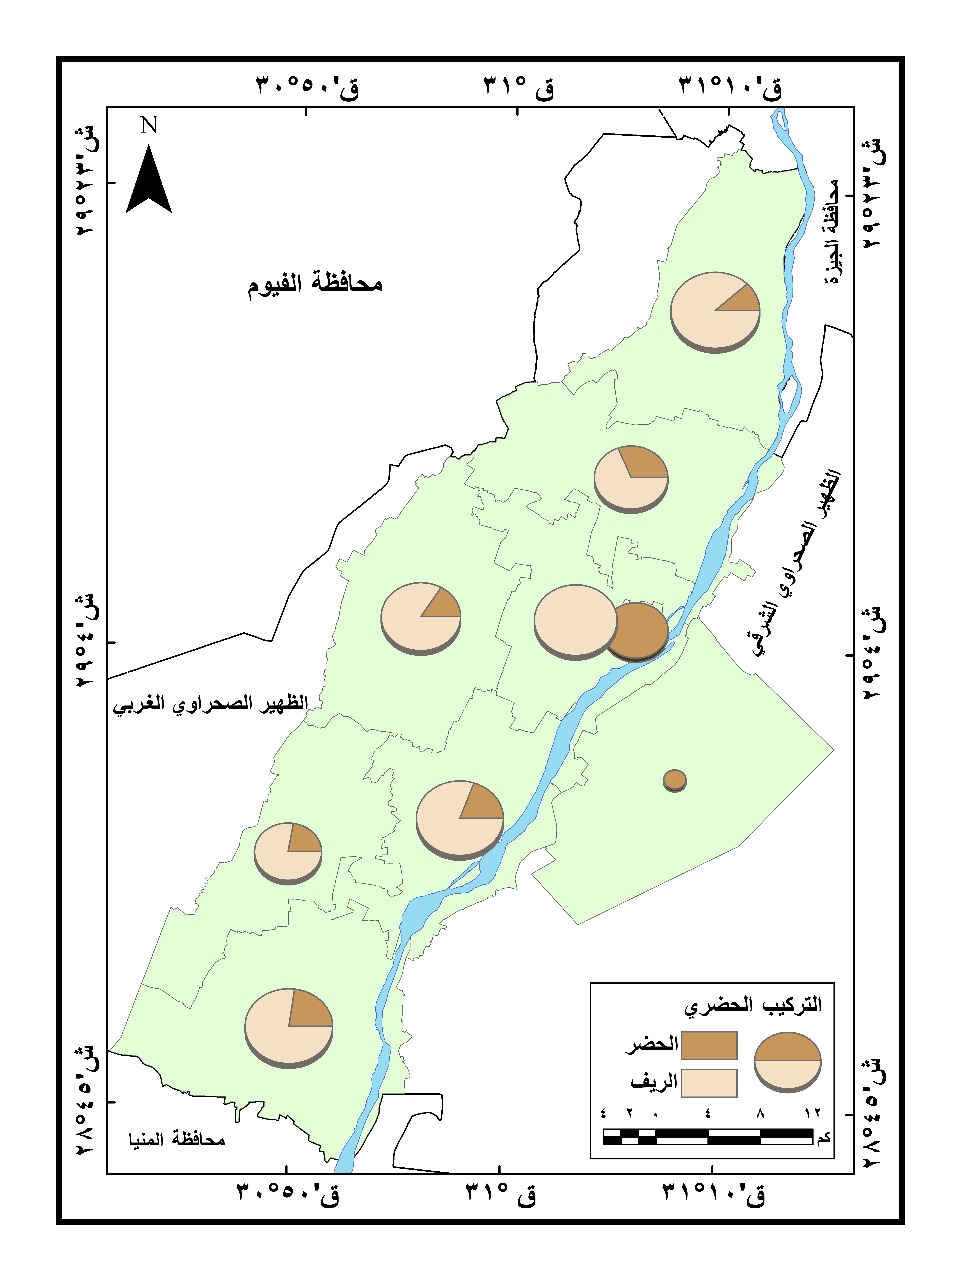 ٣٠°٥٠'ق
٣١°ق
٣١°١٠'ق
N
٢٩°٢٣'ش
٢٩°٢٣'ش
محافظة الجيزة
محافظة الفيوم
الظهير الصحراوي الشرقي
٢٩°٤'ش
٢٩°٤'ش
الظهير الصحراوي الغربي
التركيب الحضري
الحضر
الريف
٤ ٢ ٠ ٤ ٨ ١٢
كم
٢٨°٤٥'ش
٢٨°٤٥'ش
محافظة المنيا
٣٠°٥٠'ق
٣١°ق
٣١°١٠'ق